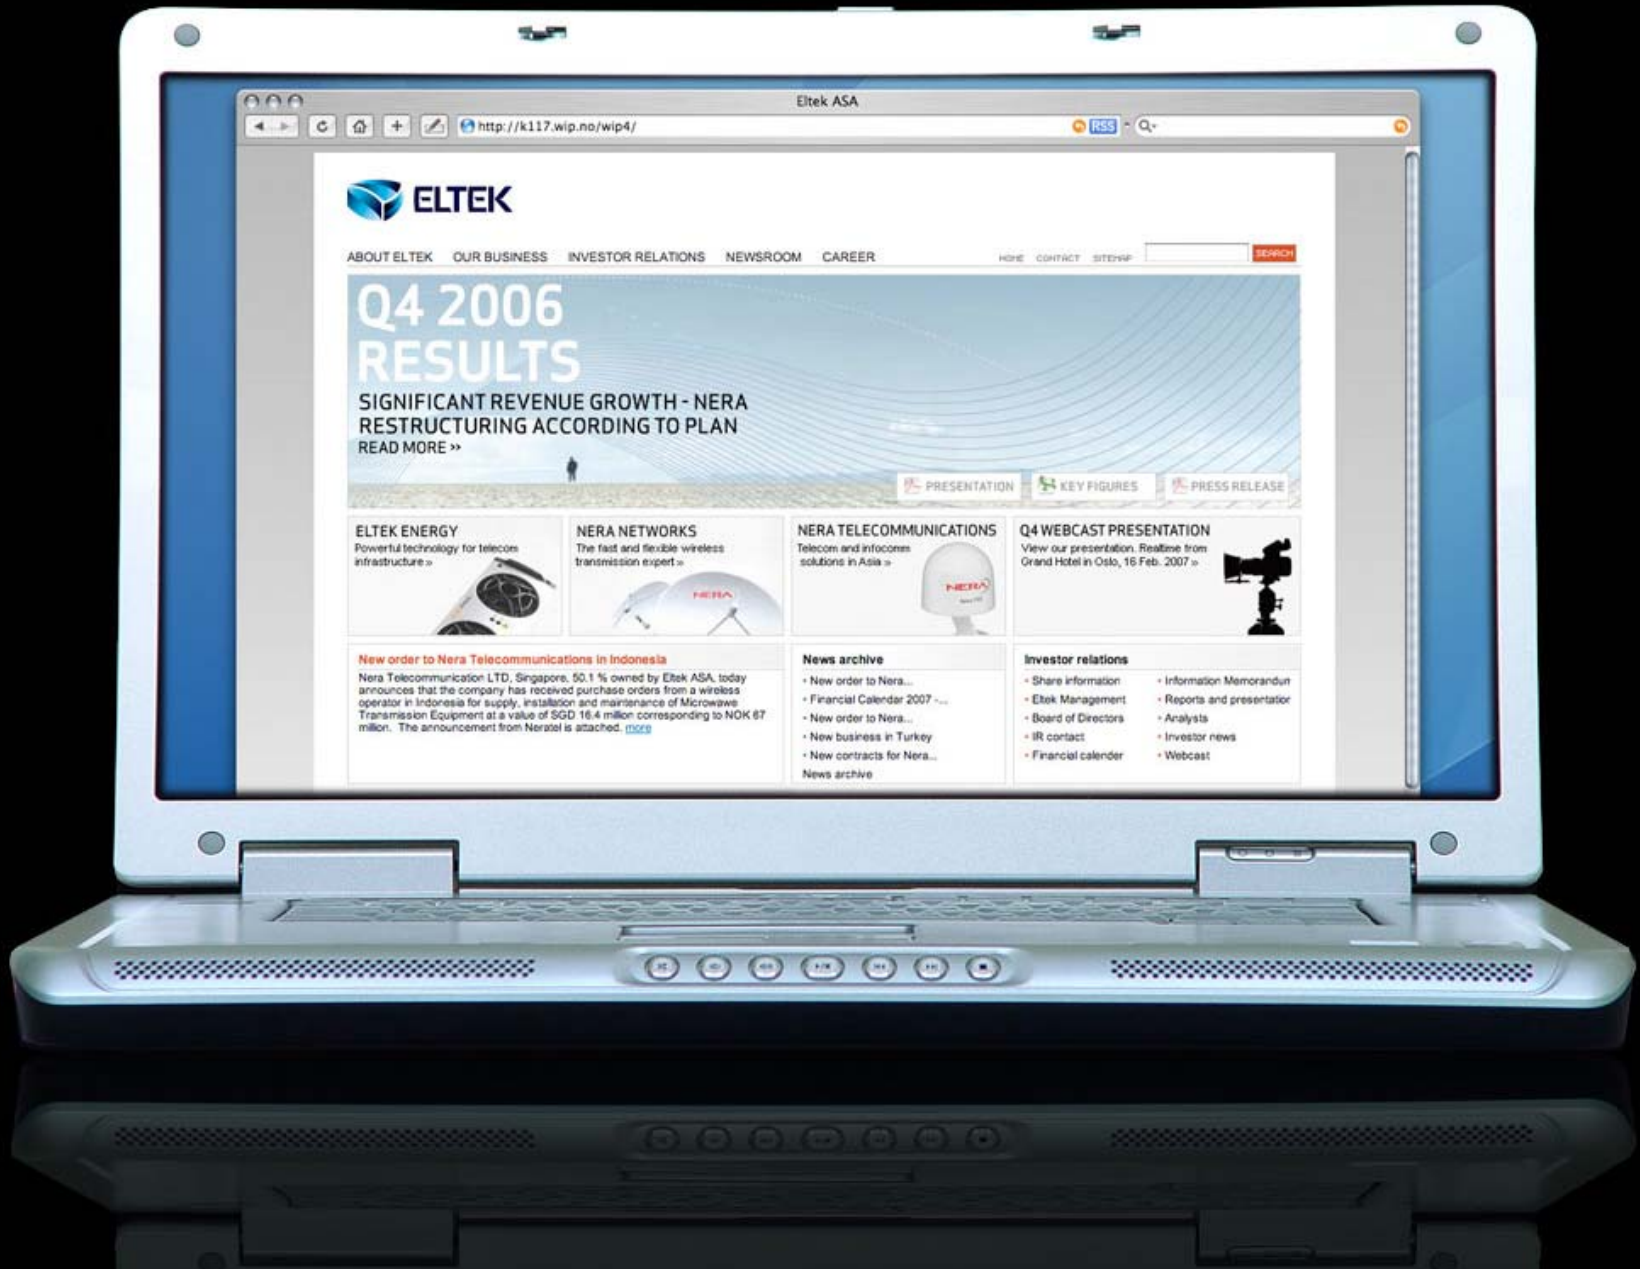 Eltek ASA
http://k117.wip.no/wip4/
RSS
ELTEK
ABOUT ELTEK OUR BUSINESS INVESTOR RELATIONS NEWSROOM CAREER
HOME CONTACT SITEMAP SEARCH
Q4 2006
RESULTS
SIGNIFICANT REVENUE GROWTH - NERA
RESTRUCTURING ACCORDING TO PLAN
READ MORE »
PRESENTATION KEY FIGURES PRESS RELEASE
ELTEK ENERGY
Powerful technology for telecom
infrastructure »
NERA NETWORKS
The fast and flexible wireless
transmission expert »
NERA
NERA TELECOMMUNICATIONS
Telecom and infocomm
solutions in Asia »
NERA
Q4 WEBCAST PRESENTATION
View our presentation. Realtime from
Grand Hotel in Oslo, 16 Feb. 2007 »
New order to Nera Telecommunications in Indonesia
Nera Telecommunication LTD, Singapore, 50.1 % owned by Eltek ASA, today
announces that the company has received purchase orders from a wireless
operator in Indonesia for supply, installation and maintenance of Microwawe
Transmission Equipment at a value of SGD 16.4 million corresponding to NOK 67
million. The announcement from Neratel is attached. more
News archive
• New order to Nera...
• Financial Calendar 2007 -...
• New order to Nera...
• New business in Turkey
• New contracts for Nera...
News archive
Investor relations
• Share information
• Eltek Management
• Board of Directors
• IR contact
• Financial calender
• Information Memorandun
• Reports and presentation
• Analysts
• Investor news
• Webcast